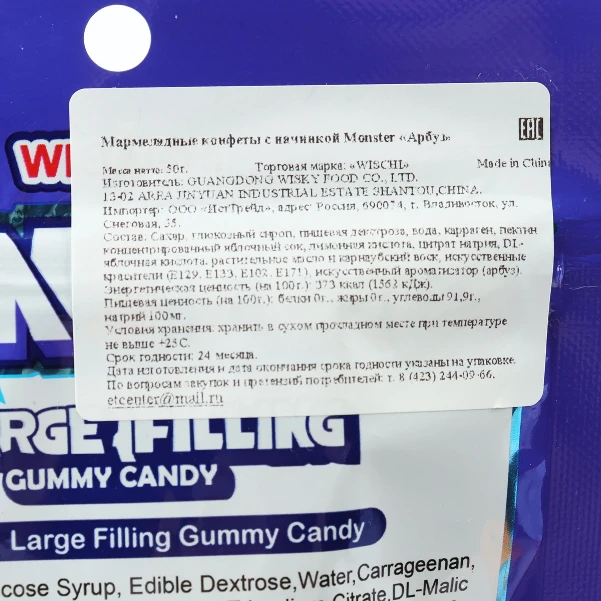 Мармеладные конфеты с начинкой Monster «Арбуз»
EAC
Масса нетто: 50г. Торговая марка: «WISCHI» Made in China
Изготовитель: GUANGDONG WISKY FOOD CO., LTD.
13-02 AREA JINYUAN INDUSTRIAL ESTATE SHANTOU,CHINA.
Импортер: ООО «ИстТрейд», адрес: Россия, 690074, г. Владивосток, ул.
Снеговая, 35.
Состав: Сахар, глюкозный сироп, пищевая декстроза, вода, караген, пектин
концентрированный яблочный сок, лимонная кислота, цитрат натрия, DL-
яблочная кислота, растительное масло и карнаубский воск, искусственные
красители (E129, E133, E102, E171), искусственный ароматизатор (арбуз).
Энергетическая ценность (на 100г.): 373 ккал (1562 кДж).
Пищевая ценность (на 100г.): белки 0г., жиры 0г., углеводы 91,9г.,
натрий 100мг.
Условия хранения: хранить в сухом прохладном месте при температуре
не выше +25С.
Срок годности: 24 месяца.
Дата изготовления и дата окончания срока годности указаны на упаковке.
По вопросам закупок и претензий потребителей: т. 8 (423) 244-09-66.
etcenter@mail.ru
WI
RGE FILLING
GUMMY CANDY
Large Filling Gummy Candy
cose Syrup, Edible Dextrose,Water,Carrageenan,
Citrate,DL-Malic